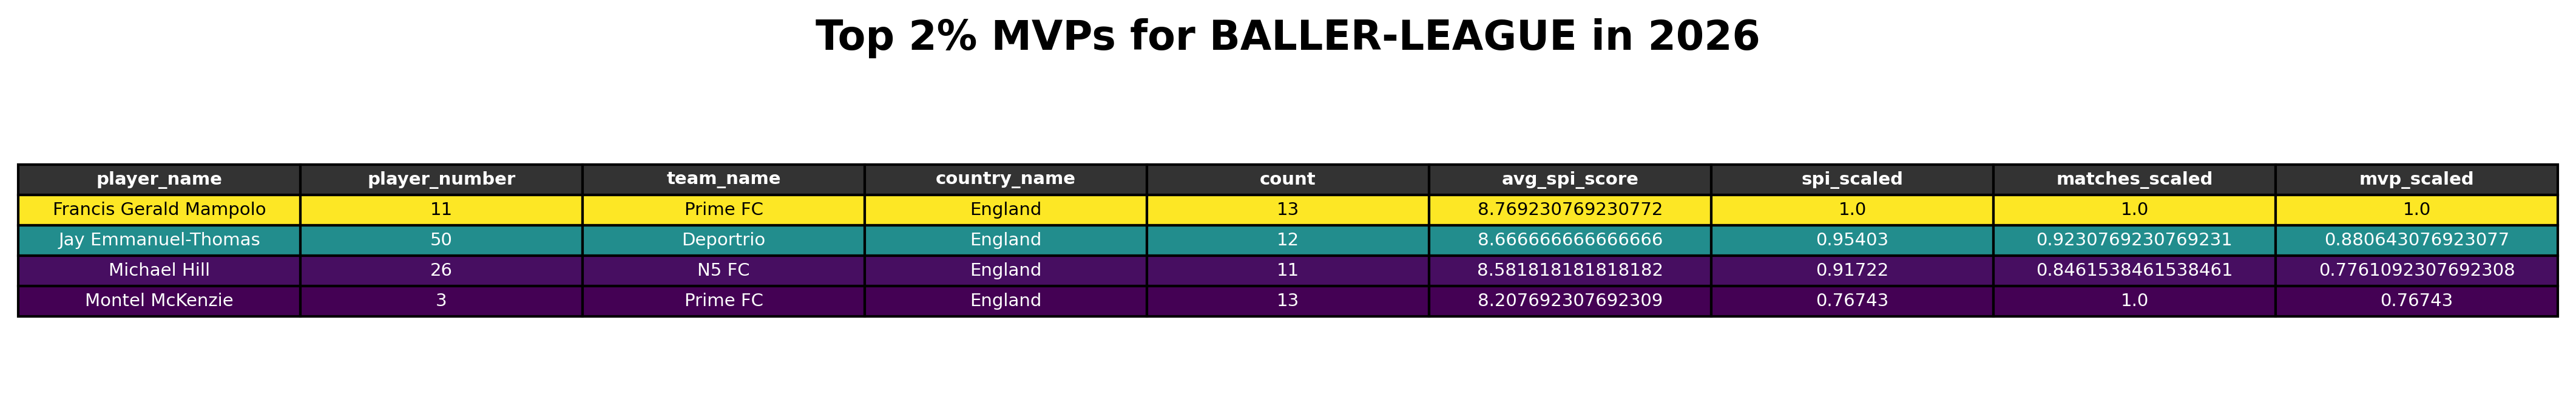 Top 2% MVPs for BALLER-LEAGUE in 2026
player_name player_number team_name country_name count avg_spi_score spi_scaled matches_scaled mvp_scaled
Francis Gerald Mampolo 11 Prime FC England 13 8.769230769230772 1.0 1.0 1.0
Jay Emmanuel-Thomas 50 Deportrio England 12 8.666666666666666 0.95403 0.9230769230769231 0.880643076923077
Michael Hill 26 N5 FC England 11 8.581818181818182 0.91722 0.8461538461538461 0.7761092307692308
Montel McKenzie 3 Prime FC England 13 8.207692307692309 0.76743 1.0 0.76743